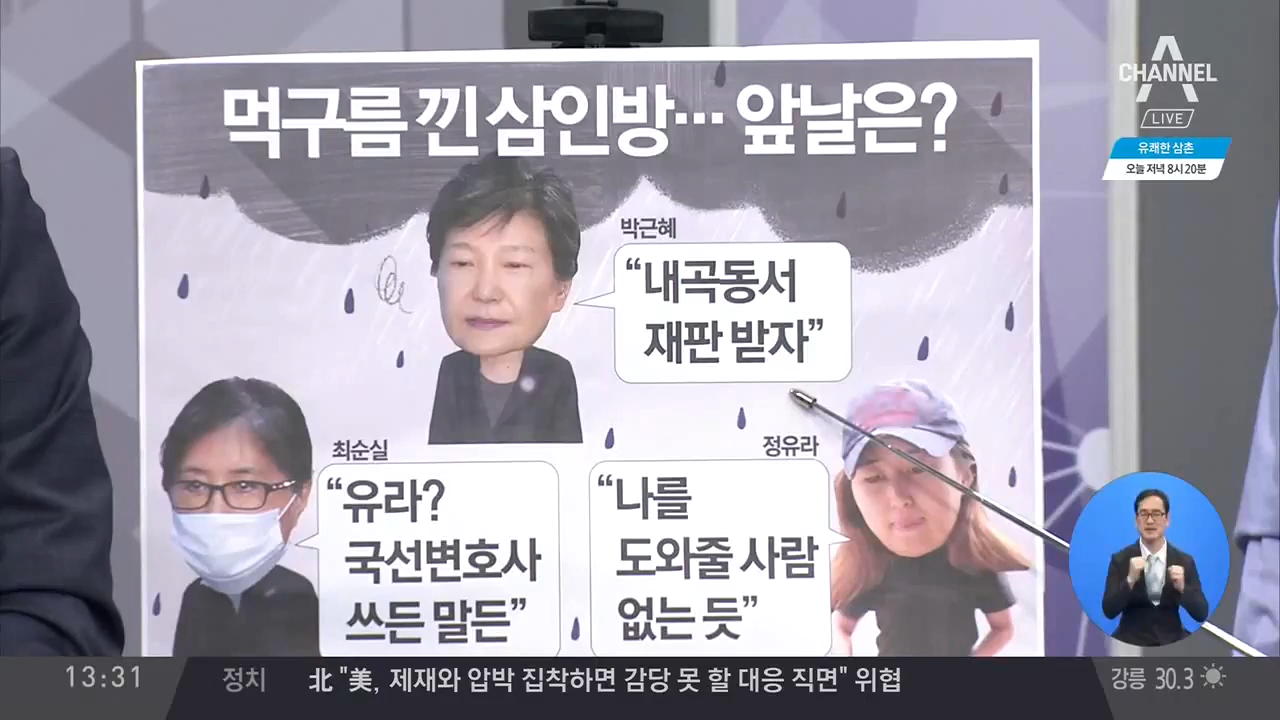 먹구름 낀 삼인방… 앞날은?
CHANNEL A
LIVE
유쾌한 삼촌
오늘 저녁 8시 20분
박근혜
“내곡동서
재판 받자”
최순실
“유라?
국선변호사
쓰든 말든”
정유라
“나를
도와줄 사람
없는 듯”
13:31
정치
北 "美, 제재와 압박 집착하면 감당 못 할 대응 직면" 위협
강릉 30.3